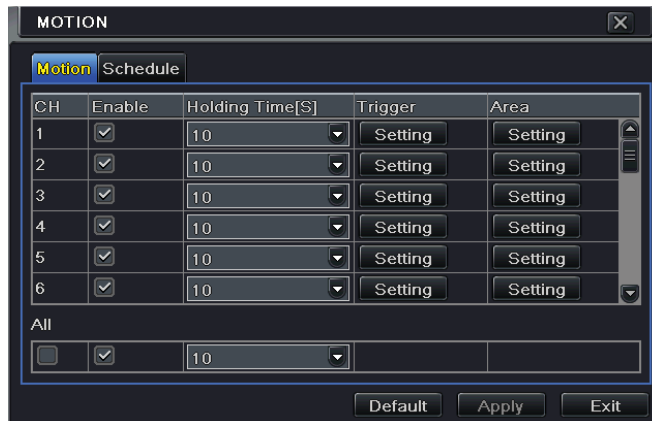 MOTION
Motion Schedule
CH Enable Holding Time[S] Trigger Area
1 10 Setting Setting
2 10 Setting Setting
3 10 Setting Setting
4 10 Setting Setting
5 10 Setting Setting
6 10 Setting Setting
All
10
Default Apply Exit